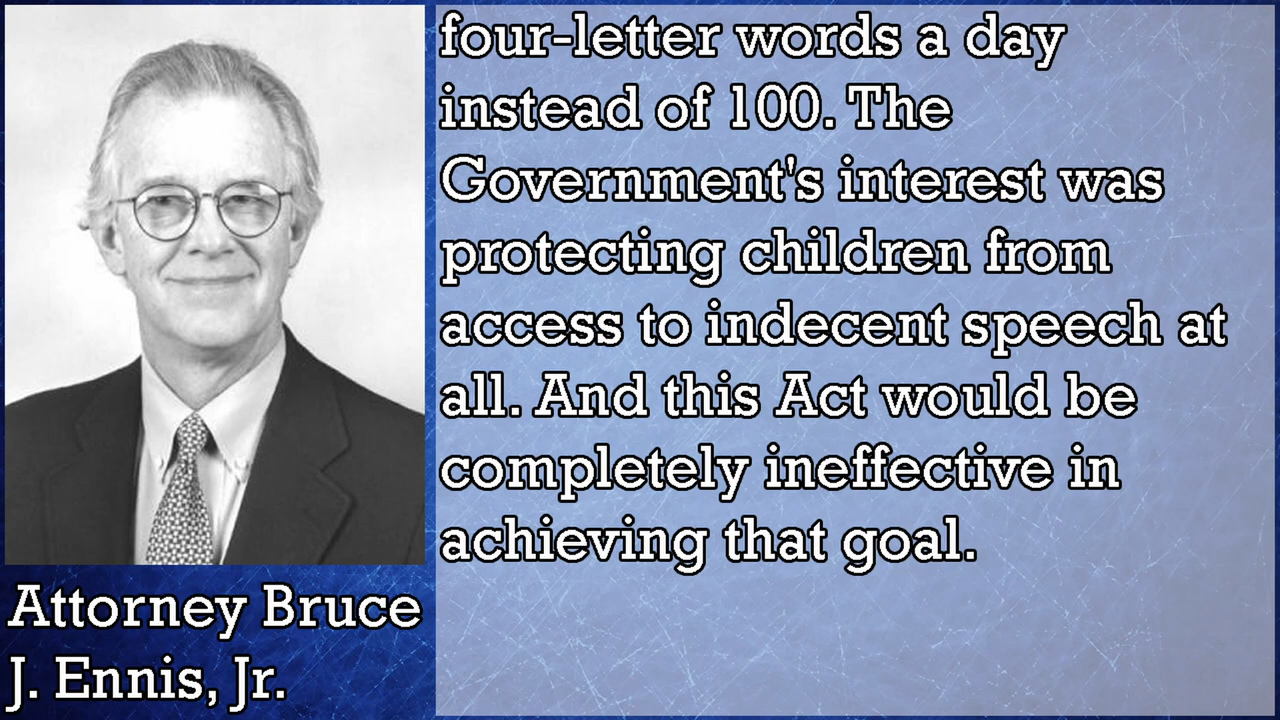 four-letter words a day
instead of 100. The
Government's interest was
protecting children from
access to indecent speech at
all. And this Act would be
completely ineffective in
achieving that goal.
Attorney Bruce
J. Ennis, Jr.